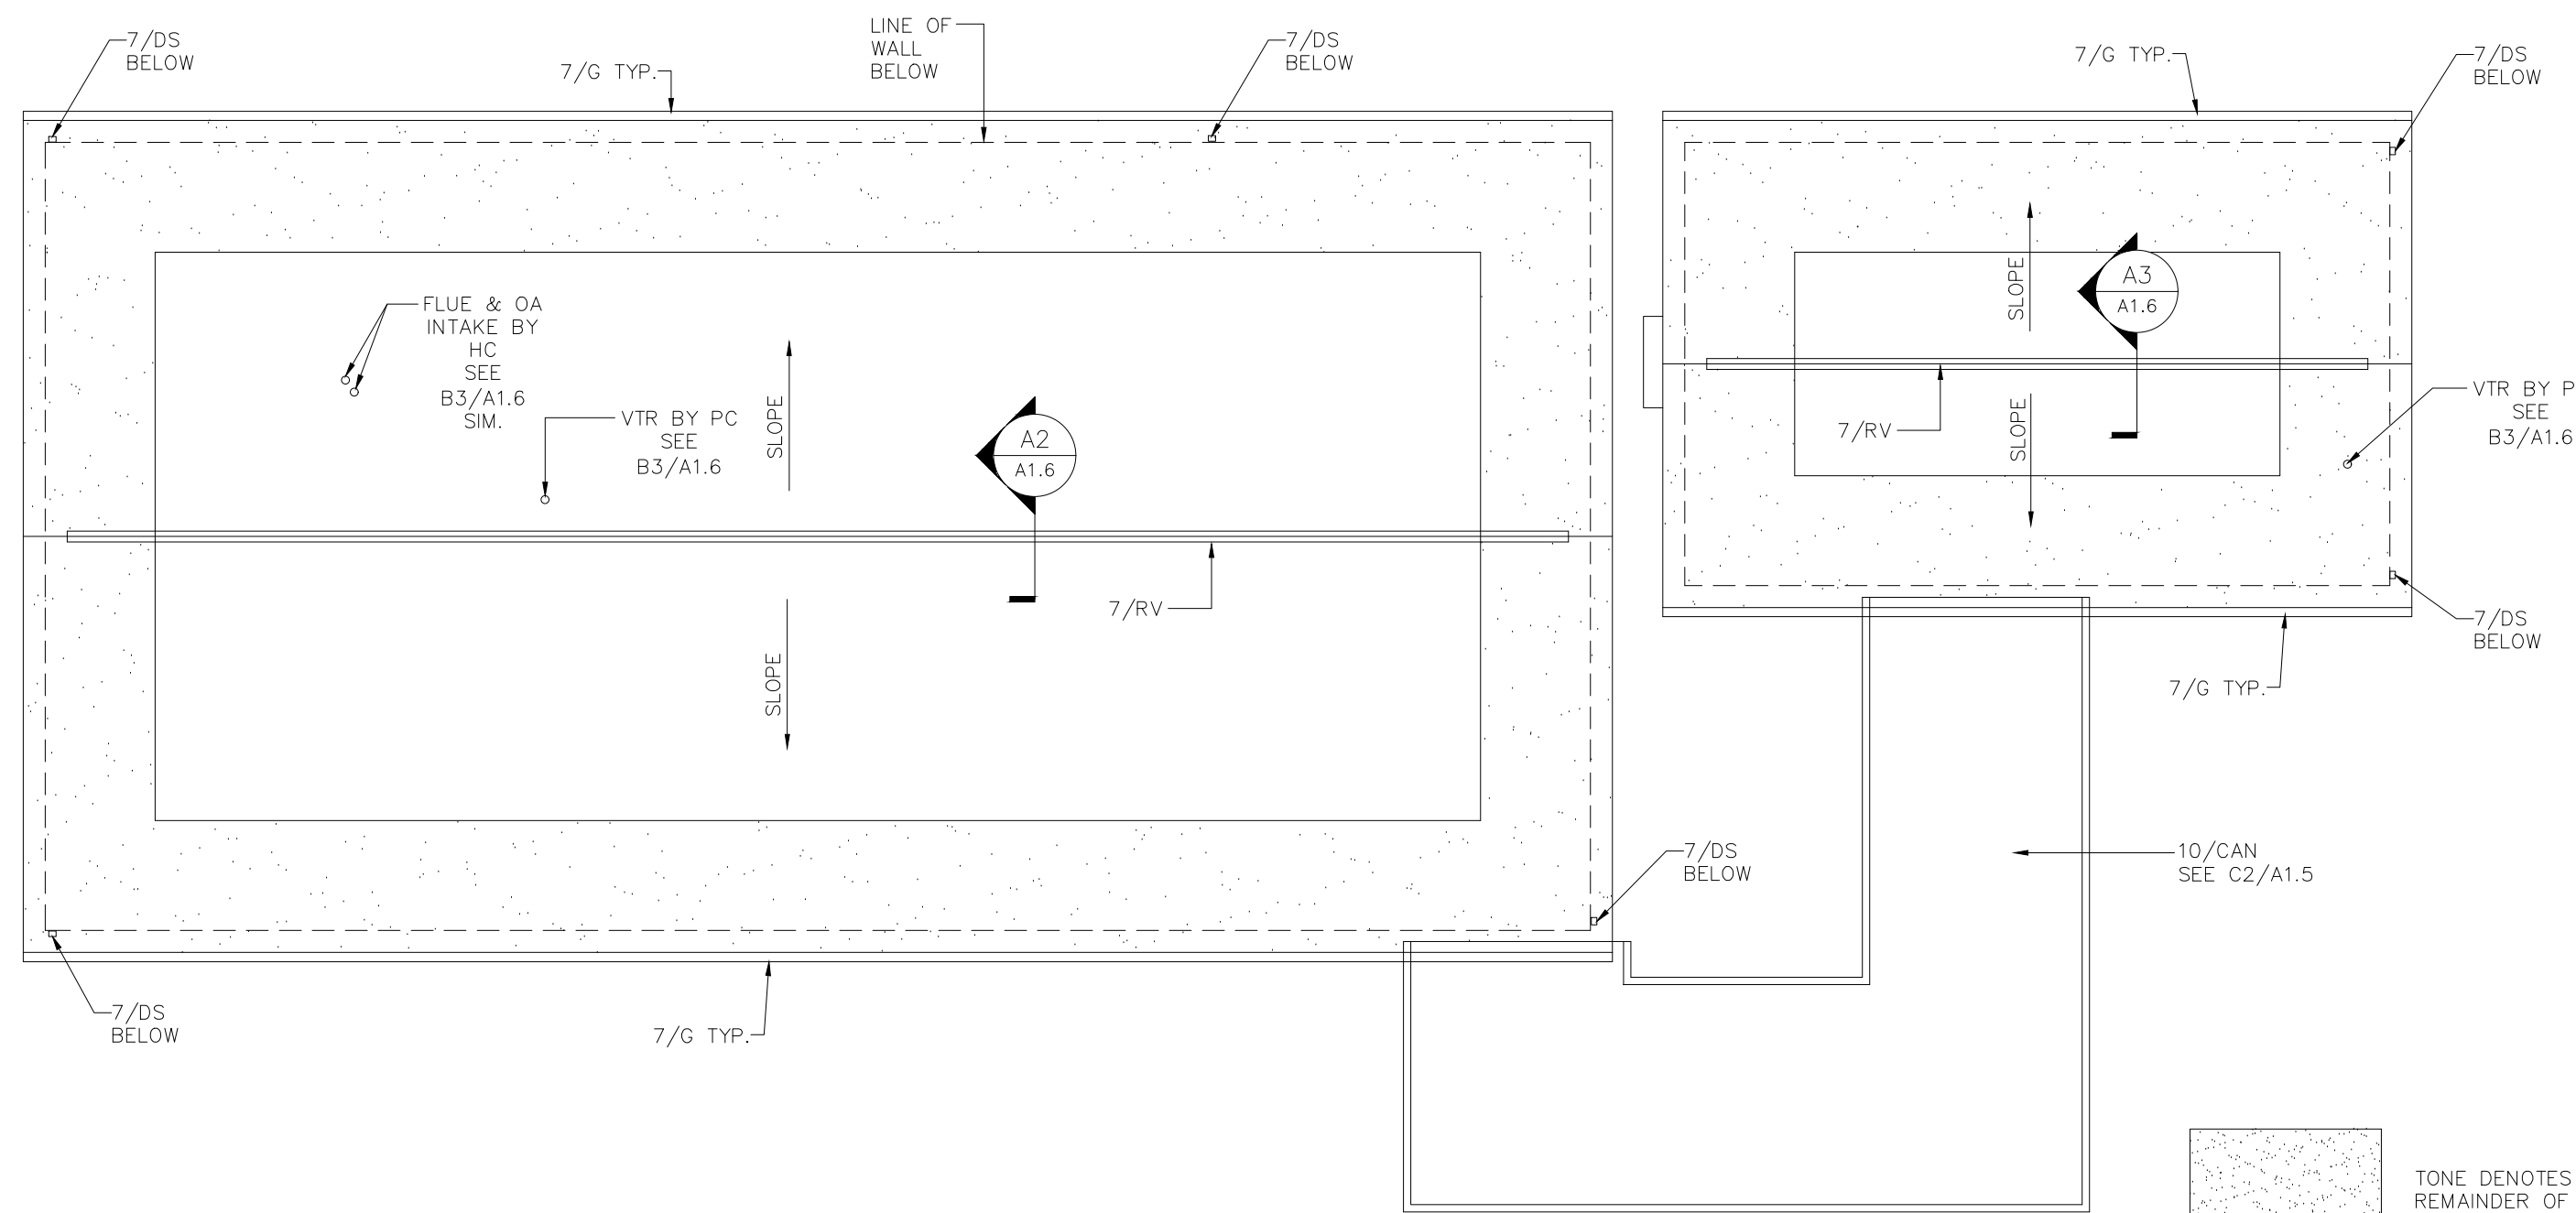 7/DS
BELOW
7/G TYP.
LINE OF
WALL
BELOW
7/DS
BELOW
7/G TYP.
7/DS
BELOW
FLUE & OA
INTAKE BY
HC
SEE
B3/A1.6
SIM.
VTR BY PC
SEE
B3/A1.6
SLOPE
A2
A1.6
SLOPE
A3
A1.6
7/RV
SLOPE
VTR BY P
SEE
B3/A1.6
7/RV
SLOPE
7/DS
BELOW
7/G TYP.
7/DS
BELOW
10/CAN
SEE C2/A1.5
7/DS
BELOW
7/G TYP.
TONE DENOTES
REMAINDER OF